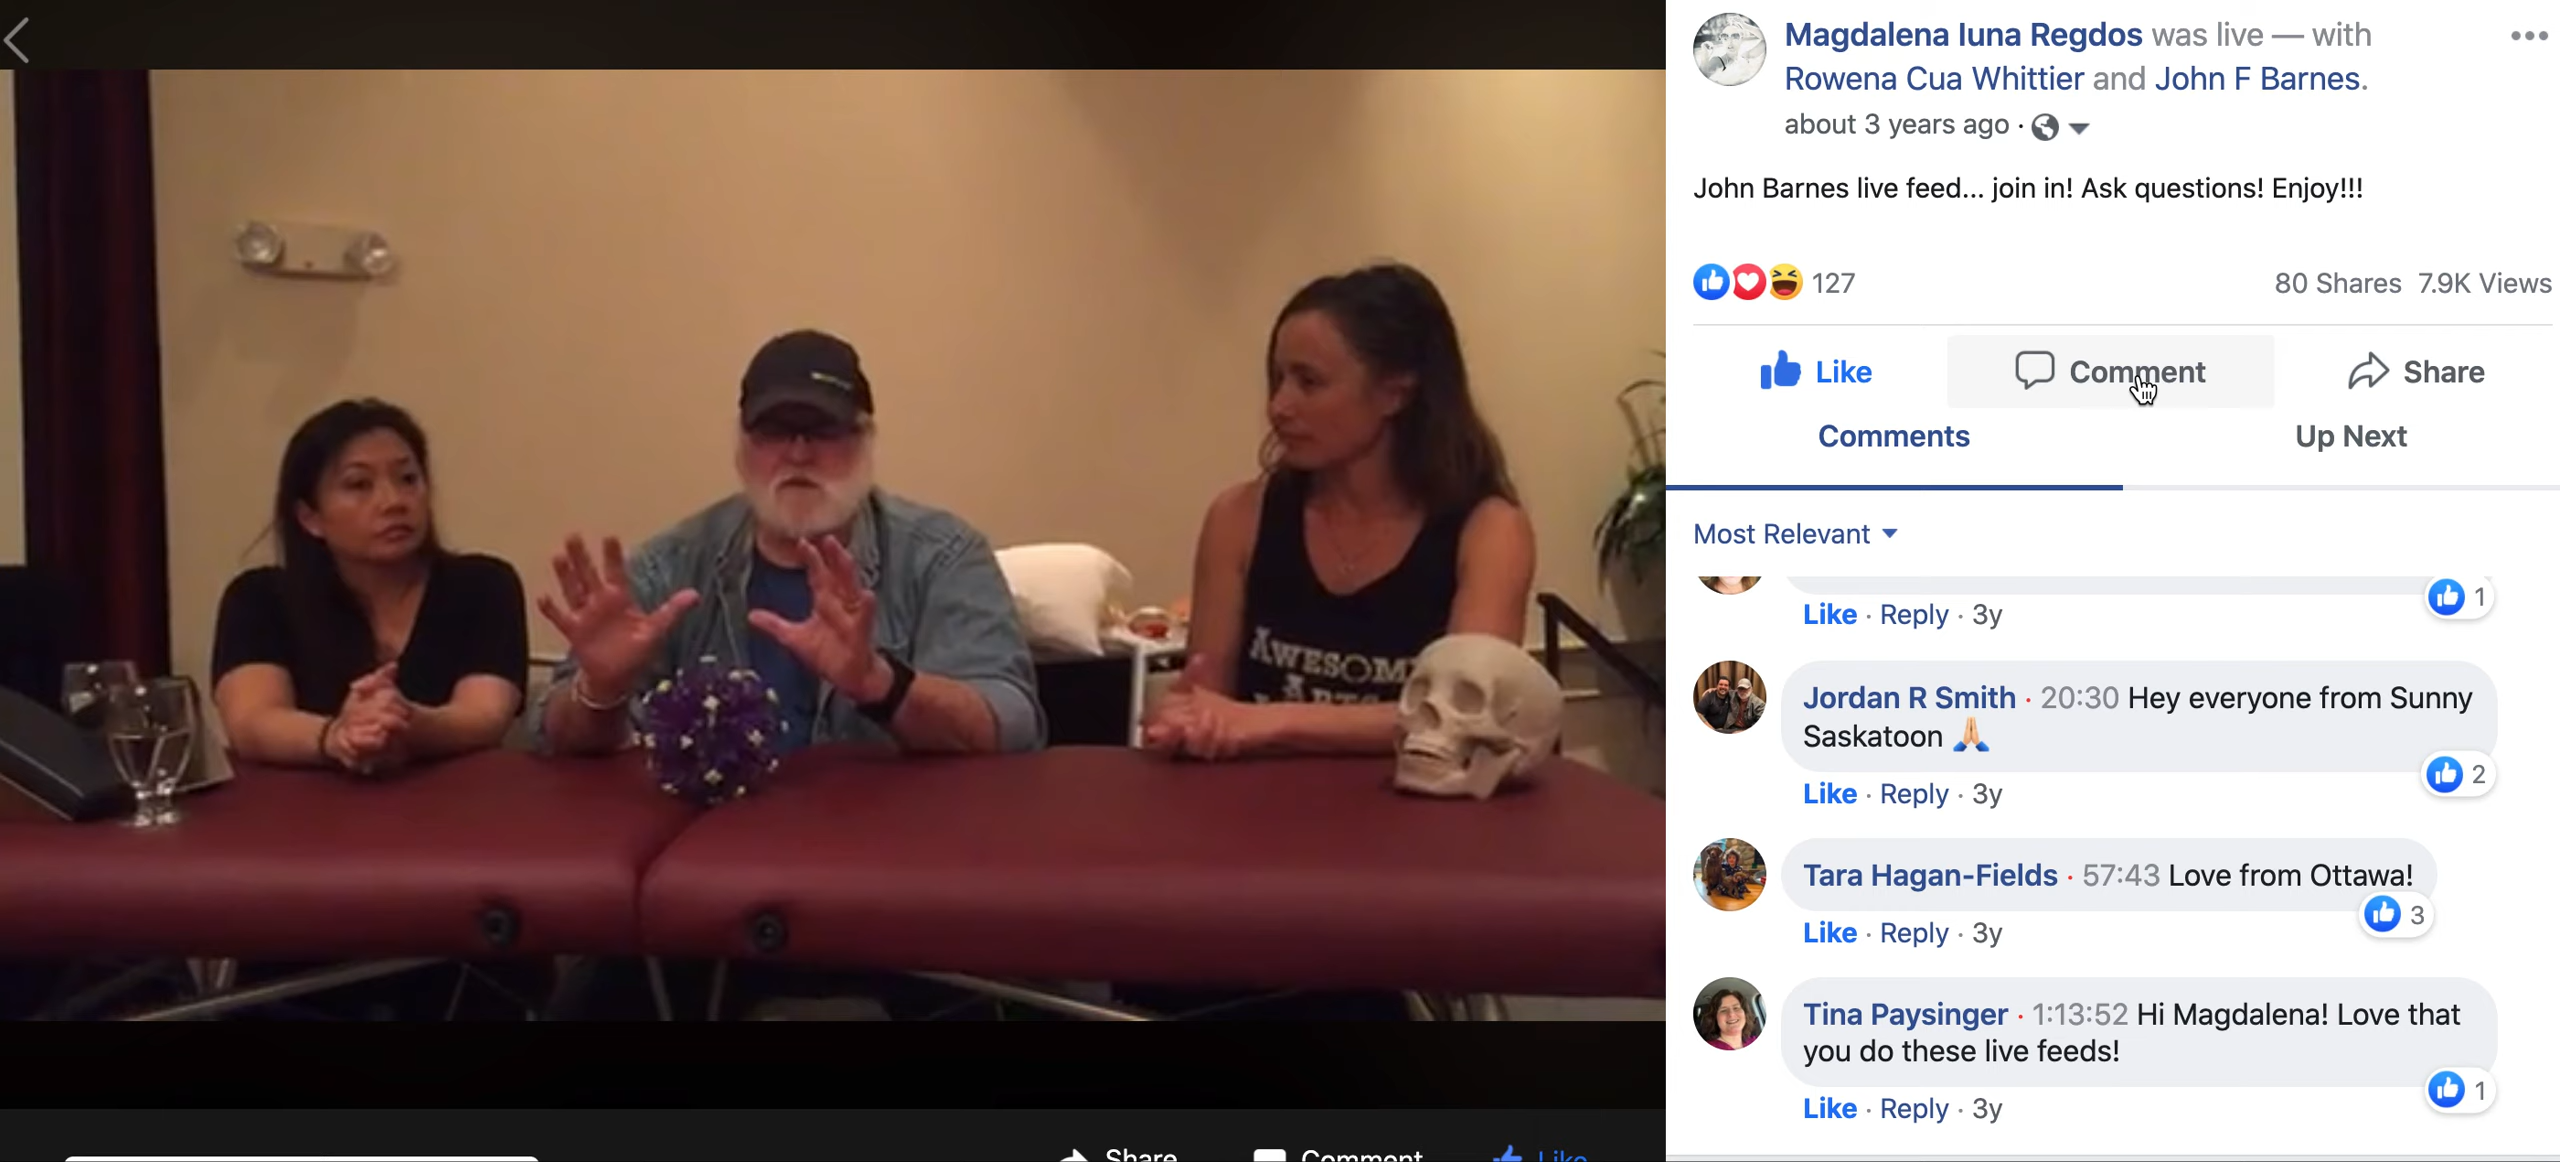 Magdalena luna Regdos was live — with
Rowena Cua Whittier and John F Barnes.
about 3 years ago ·
John Barnes live feed... join in! Ask questions! Enjoy!!!
127
80 Shares 7.9K Views
Like
Comment
Share
Comments
Up Next
Most Relevant
1
Like · Reply · 3y
Jordan R Smith · 20:30 Hey everyone from Sunny
Saskatoon 🙏
2
Like · Reply · 3y
Tara Hagan-Fields · 57:43 Love from Ottawa!
3
Like · Reply · 3y
Tina Paysinger · 1:13:52 Hi Magdalena! Love that
you do these live feeds!
1
Like · Reply · 3y
AWESOM
Share
Comment
Like